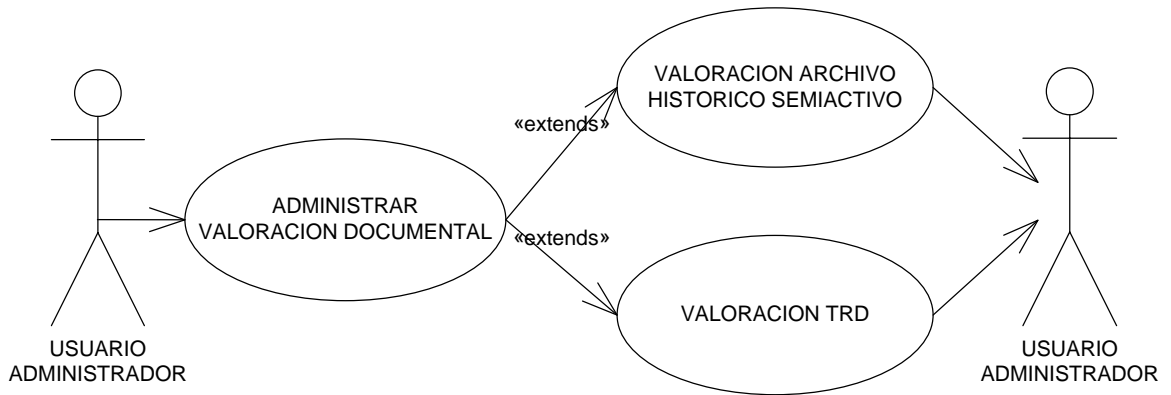 VALORACION ARCHIVO
HISTORICO SEMIACTIVO
«extends»
ADMINISTRAR
VALORACION DOCUMENTAL
«extends»
VALORACION TRD
USUARIO
ADMINISTRADOR
USUARIO
ADMINISTRADOR